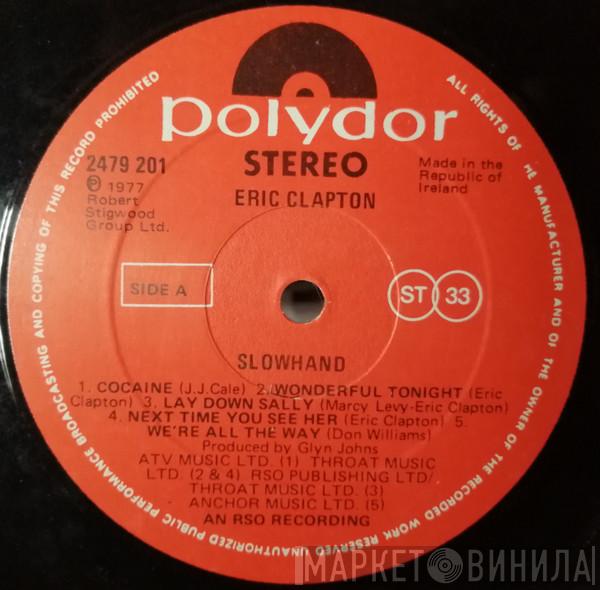 polydor
STEREO
2479 201
℗ 1977
Robert
Stigwood
Group Ltd.
Made in the
Republic of
Ireland
ERIC CLAPTON
SIDE A
ST 33
SLOWHAND
1. COCAINE (J.J.Cale) 2. WONDERFUL TONIGHT (Eric
Clapton) 3. LAY DOWN SALLY (Marcy Levy-Eric Clapton)
4. NEXT TIME YOU SEE HER (Eric Clapton) 5.
WE'RE ALL THE WAY (Don Williams)
Produced by Glyn Johns
ATV MUSIC LTD. (1) THROAT MUSIC
LTD. (2 & 4) RSO PUBLISHING LTD/
THROAT MUSIC LTD. (3)
ANCHOR MUSIC LTD. (5)
AN RSO RECORDING
ALL RIGHTS OF HE MANUFACTURER AND OF THE OWNER OF THE RECORDED WORK RESERVED UNAUTHORIZED PUBLIC PERFORMANCE BROADCASTING AND COPYING OF THIS RECORD PROHIBITED
МАРКЕТ ВИНИЛА